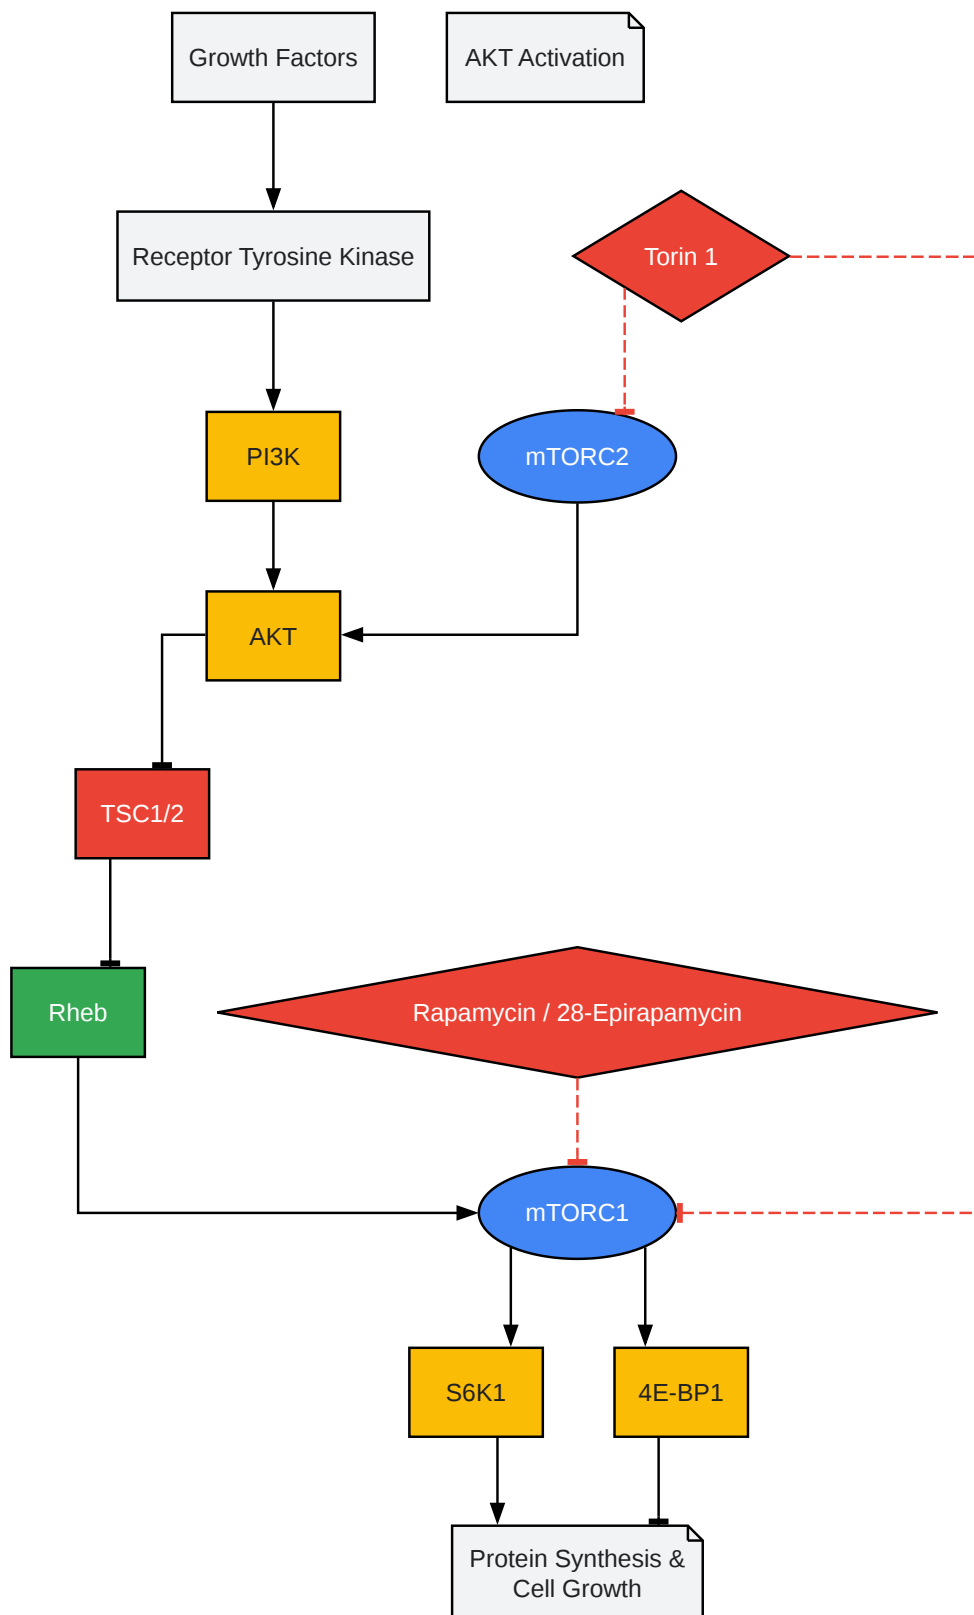 Growth Factors
AKT Activation
Receptor Tyrosine Kinase
Torin 1
PI3K
mTORC2
AKT
TSC1/2
Rheb
Rapamycin / 28-Epirapamycin
mTORC1
S6K1
4E-BP1
Protein Synthesis &
Cell Growth